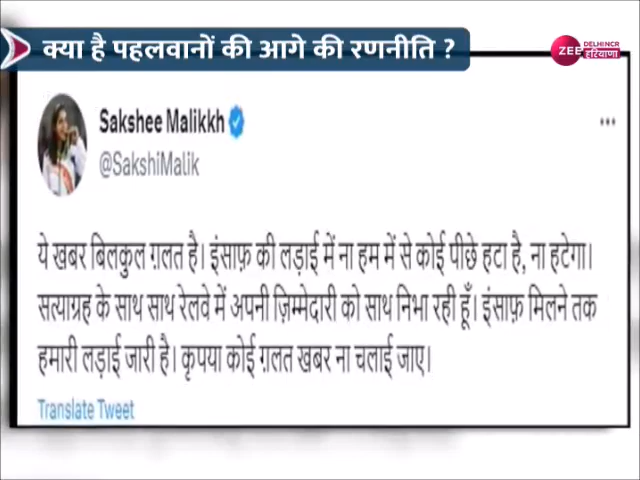 क्या है पहलवानों की आगे की रणनीति ?
ZEE DELHI NCR हरियाणा
Sakshee Malikkh
@SakshiMalik
ये खबर बिलकुल ग़लत है। इंसाफ़ की लड़ाई में ना हम में से कोई पीछे हटा है, ना हटेगा।
सत्याग्रह के साथ साथ रेलवे में अपनी ज़िम्मेदारी को साथ निभा रही हूँ। इंसाफ़ मिलने तक
हमारी लड़ाई जारी है। कृपया कोई ग़लत खबर ना चलाई जाए।
Translate Tweet